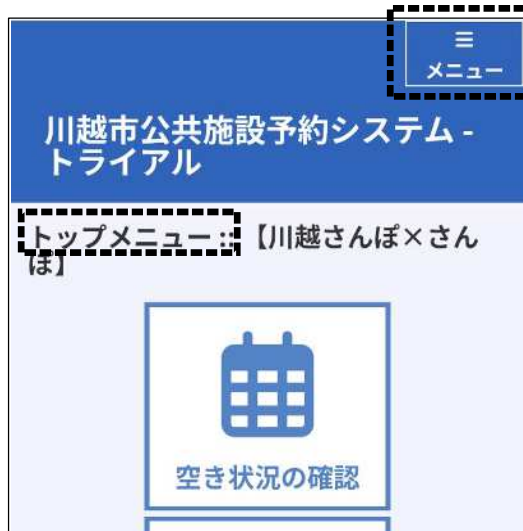 メニュー
川越市公共施設予約システム -
トライアル
トップメニュー :: 【川越さんぽ×さん
ぽ】
空き状況の確認